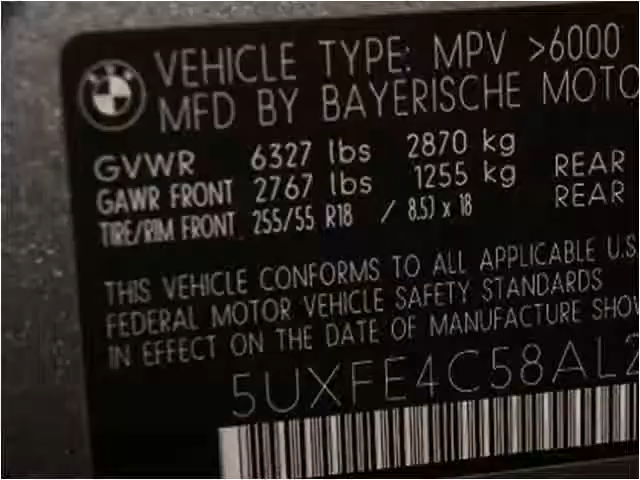 VEHICLE TYPE: MPV >6000
MFD BY BAYERISCHE MOTO
GVWR 6327 lbs 2870 kg
GAWR FRONT 2767 lbs 1255 kg REAR
TIRE/RIM FRONT 255/55 R18 / 8.5J x 18 REAR
THIS VEHICLE CONFORMS TO ALL APPLICABLE U.S.
FEDERAL MOTOR VEHICLE SAFETY STANDARDS
IN EFFECT ON THE DATE OF MANUFACTURE SHOW
5UXFE4C58AL2